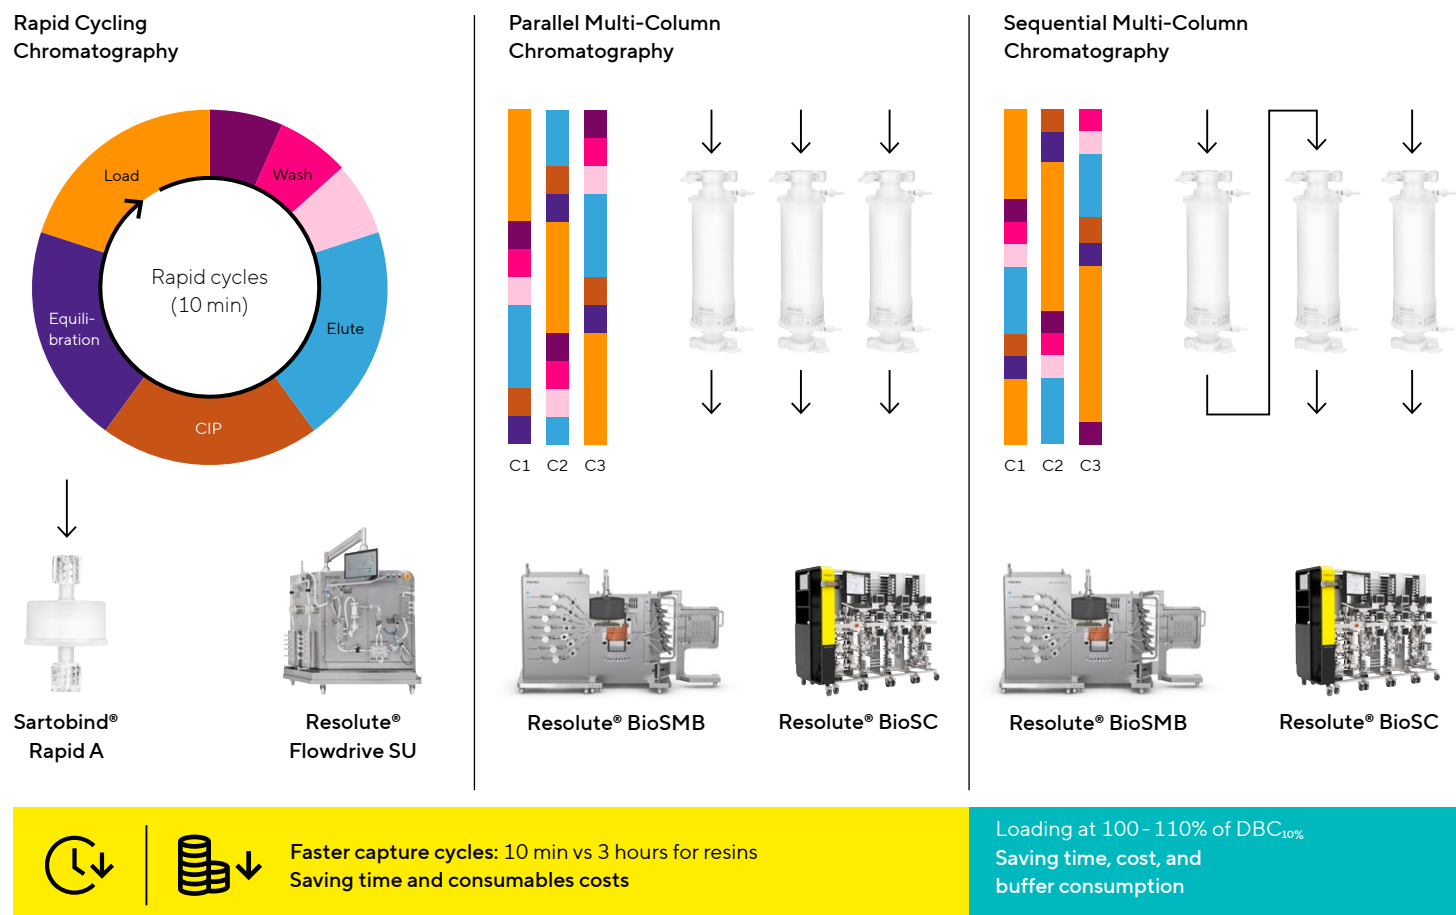 Rapid Cycling
Chromatography
Load
Wash
Rapid cycles
(10 min)
Equili-
bration
Elute
CIP
Sartobind®
Rapid A
Resolute®
Flowdrive SU
Parallel Multi-Column
Chromatography
C1 C2 C3
Resolute® BioSMB
Resolute® BioSC
Sequential Multi-Column
Chromatography
C1 C2 C3
Resolute® BioSMB
Resolute® BioSC
Faster capture cycles: 10 min vs 3 hours for resins
Saving time and consumables costs
Loading at 100 - 110% of DBC10%
Saving time, cost, and
buffer consumption